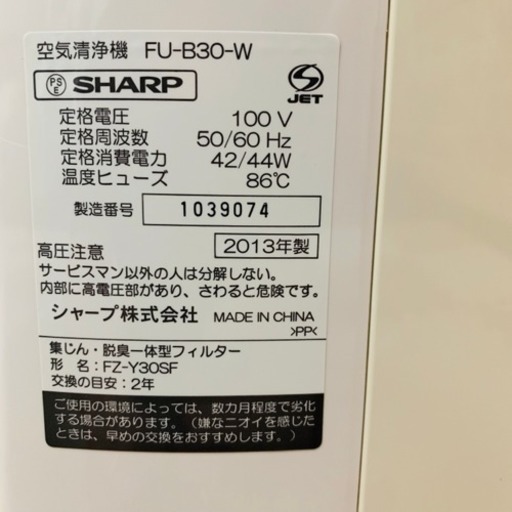 空気清浄機 FU-B30-W
PSE SHARP
JET
定格電圧 100 V
定格周波数 50/60 Hz
定格消費電力 42/44W
温度ヒューズ 86℃
製造番号 1039074
高圧注意 2013年製
サービスマン以外の人は分解しない。
内部に高電圧部があり、さわると危険です。
シャープ株式会社 MADE IN CHINA
>PP<
集じん・脱臭一体型フィルター
形 名：FZ-Y30SF
交換の目安：2年
ご使用の環境によっては、数カ月程度で劣化
する場合があります。（嫌なニオイを感じた
ときは、早めの交換をおすすめします。）